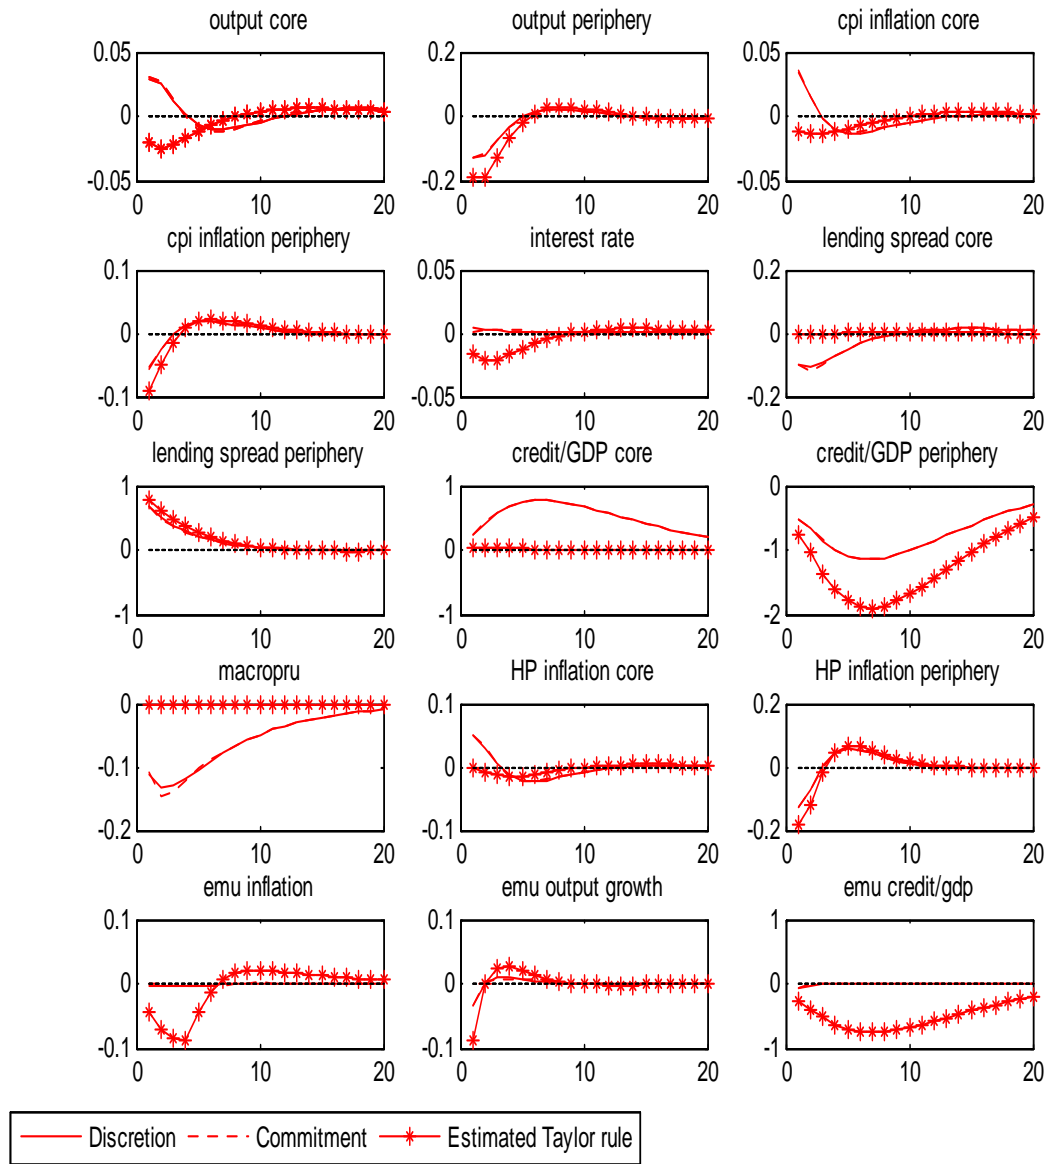 output core output periphery cpi inflation core
0.05 0.2 0.05
0 0 0
-0.05 -0.2 -0.05
0 10 20 0 10 20 0 10 20
cpi inflation periphery interest rate lending spread core
0.1 0.05 0.2
0 0 0
-0.1 -0.05 -0.2
0 10 20 0 10 20 0 10 20
lending spread periphery credit/GDP core credit/GDP periphery
1 1 0
0 0 -1
-1 -1 -2
0 10 20 0 10 20 0 10 20
macropru HP inflation core HP inflation periphery
0 0.1 0.2
-0.1 0 0
-0.2 -0.1 -0.2
0 10 20 0 10 20 0 10 20
emu inflation emu output growth emu credit/gdp
0.1 0.1 1
0 0 0
-0.1 -0.1 -1
0 10 20 0 10 20 0 10 20
Discretion Commitment Estimated Taylor rule